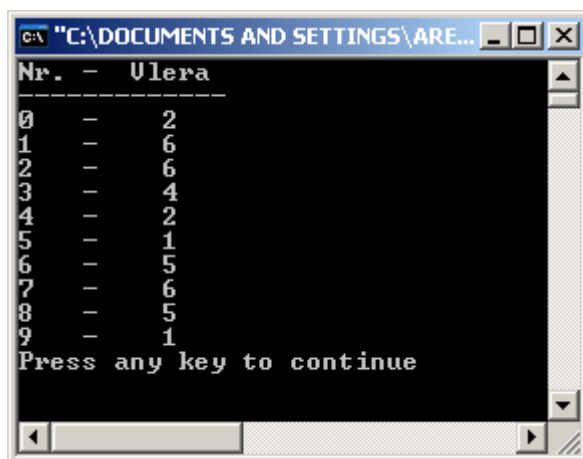 "C:\DOCUMENTS AND SETTINGS\ARE...
Nr. - Vlera
-------------
0 - 2
1 - 6
2 - 6
3 - 4
4 - 2
5 - 1
6 - 5
7 - 6
8 - 5
9 - 1
Press any key to continue